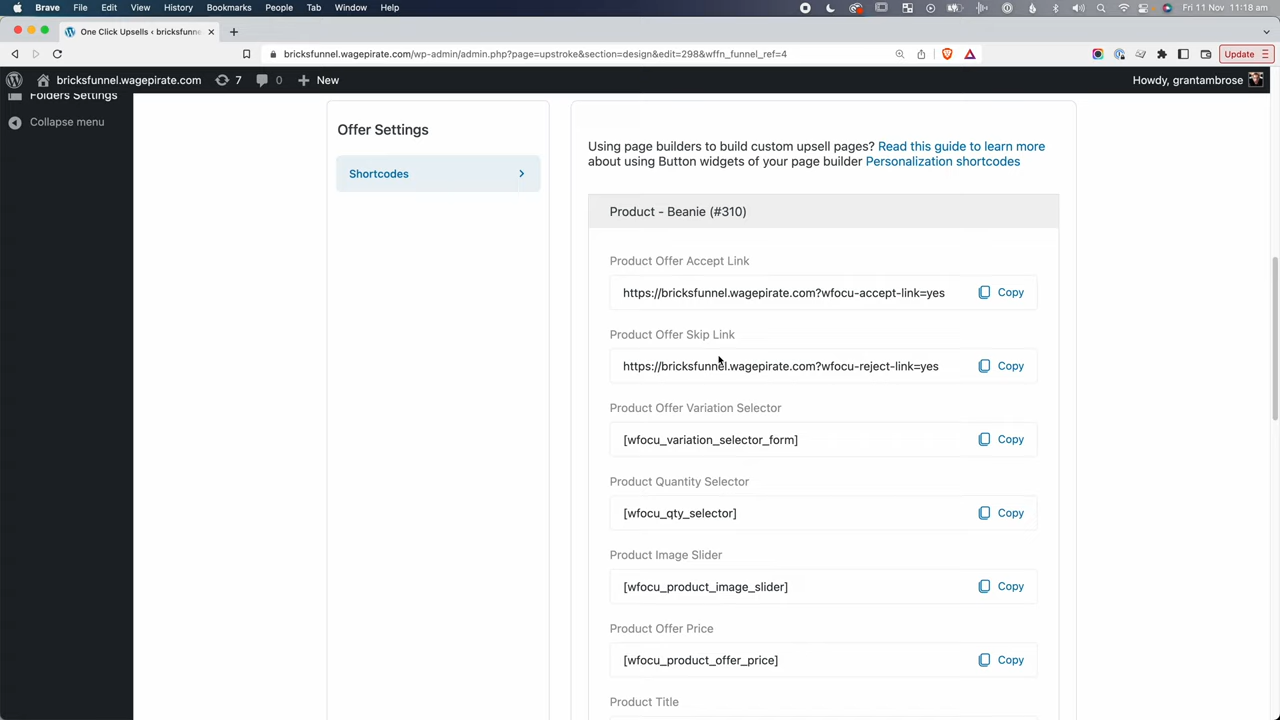 Brave File Edit View History Bookmarks People Tab Window Help Fri 11 Nov 11:18 am
One Click Upsells ‹ bricksfunn
bricksfunnel.wagepirate.com/wp-admin/admin.php?page=upstroke&section=design&edit=298&wffn_funnel_ref=4 Update
bricksfunnel.wagepirate.com 7 0 New Howdy, grantambrose
Folders Settings
Collapse menu
Offer Settings
Shortcodes
Using page builders to build custom upsell pages? Read this guide to learn more
about using Button widgets of your page builder Personalization shortcodes
Product - Beanie (#310)
Product Offer Accept Link
https://bricksfunnel.wagepirate.com?wfocu-accept-link=yes Copy
Product Offer Skip Link
https://bricksfunnel.wagepirate.com?wfocu-reject-link=yes Copy
Product Offer Variation Selector
[wfocu_variation_selector_form] Copy
Product Quantity Selector
[wfocu_qty_selector] Copy
Product Image Slider
[wfocu_product_image_slider] Copy
Product Offer Price
[wfocu_product_offer_price] Copy
Product Title